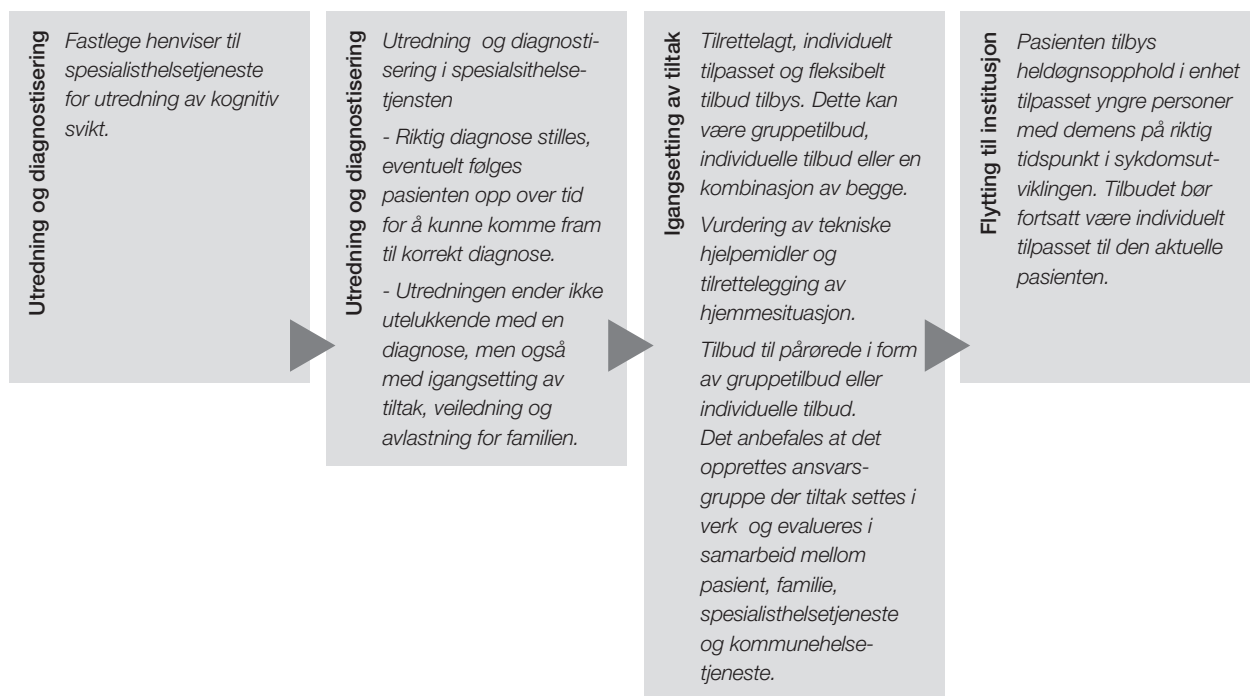 Utredning og diagnostisering
Fastlege henviser til
spesialisthelsetjeneste
for utredning av kognitiv
svikt.
Utredning og diagnostisering
Utredning og diagnosti-
sering i spesialsithelse-
tjensten
- Riktig diagnose stilles,
eventuelt følges
pasienten opp over tid
for å kunne komme fram
til korrekt diagnose.
- Utredningen ender ikke
utelukkende med en
diagnose, men også
med igangsetting av
tiltak, veiledning og
avlastning for familien.
Igangsetting av tiltak
Tilrettelagt, individuelt
tilpasset og fleksibelt
tilbud tilbys. Dette kan
være gruppetilbud,
individuelle tilbud eller en
kombinasjon av begge.
Vurdering av tekniske
hjelpemidler og
tilrettelegging av
hjemmesituasjon.
Tilbud til pårørede i form
av gruppetilbud eller
individuelle tilbud.
Det anbefales at det
opprettes ansvars-
gruppe der tiltak settes i
verk og evalueres i
samarbeid mellom
pasient, familie,
spesialisthelsetjeneste
og kommunehelse-
tjeneste.
Flytting til institusjon
Pasienten tilbys
heldøgnsopphold i enhet
tilpasset yngre personer
med demens på riktig
tidspunkt i sykdomsut-
viklingen. Tilbudet bør
fortsatt være individuelt
tilpasset til den aktuelle
pasienten.